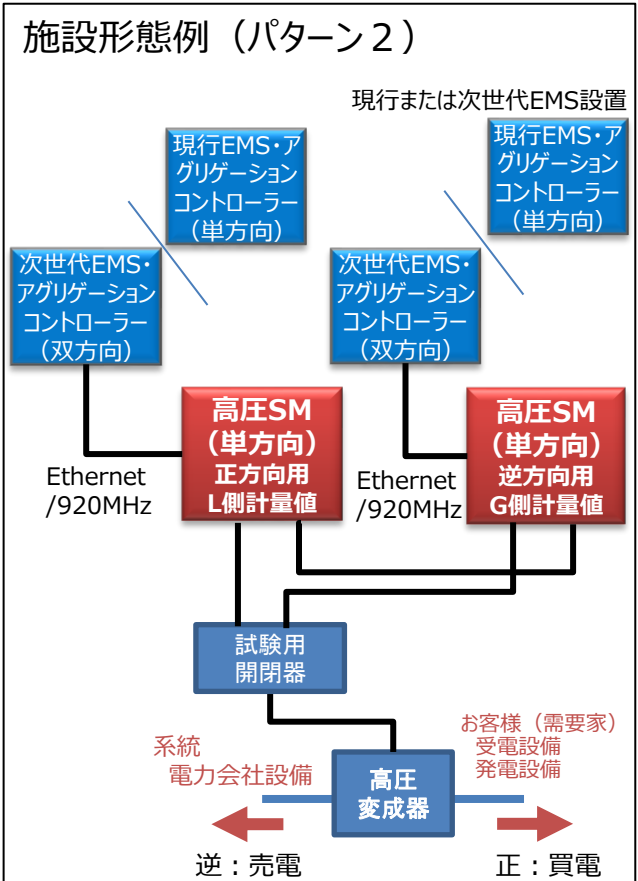 施設形態例（パターン２）
現行または次世代EMS設置
現行EMS・ア
グリゲーション
コントローラー
（単方向）
現行EMS・ア
グリゲーション
コントローラー
（単方向）
次世代EMS・
アグリゲーション
コントローラー
（双方向）
次世代EMS・
アグリゲーション
コントローラー
（双方向）
高圧SM
（単方向）
正方向用
L側計量値
高圧SM
（単方向）
逆方向用
G側計量値
Ethernet
/920MHz
Ethernet
/920MHz
試験用
開閉器
系統
電力会社設備
高圧
変成器
お客様（需要家）
受電設備
発電設備
逆：売電
正：買電